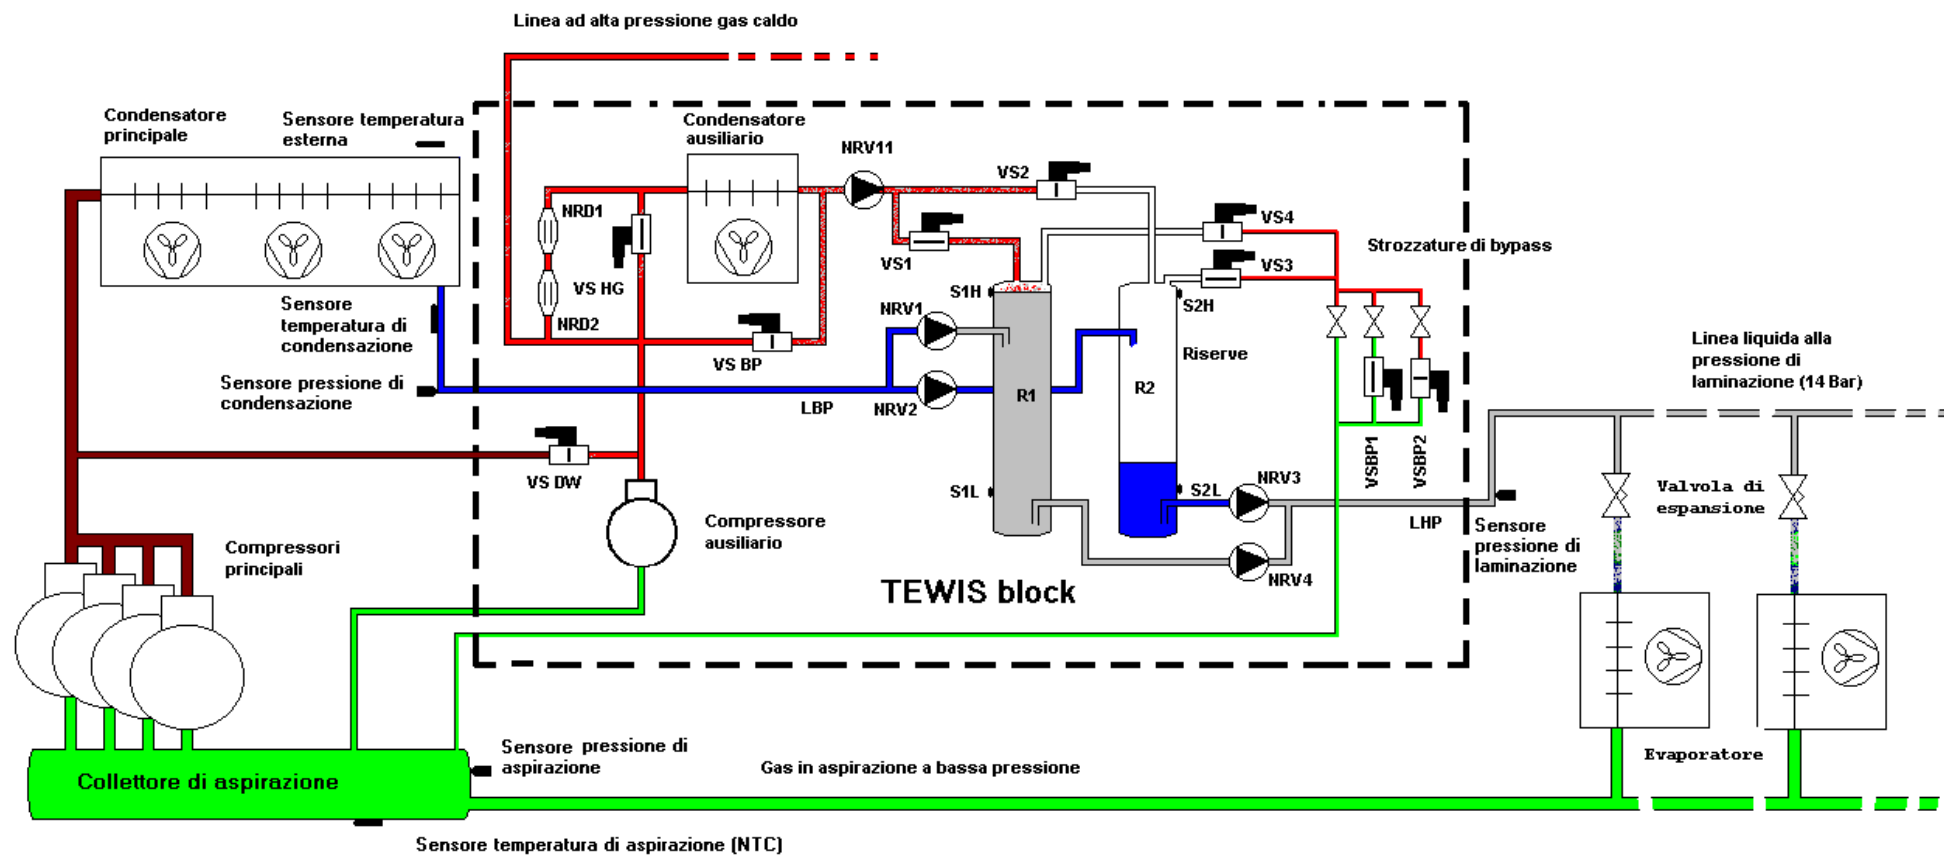 Linea ad alta pressione gas caldo
Condensatore
principale
Sensore temperatura
esterna
Condensatore
ausiliario
NRV11
VS2
NRD1
VS HG
NRD2
VS1
VS4
VS3
Strozzature di bypass
S1H
S2H
NRV1
Sensore
temperatura di
condensazione
VS BP
Riserve
Linea liquida alla
pressione di
laminazione (14 Bar)
Sensore pressione di
condensazione
LBP
NRV2
R1
R2
VSBP1
VSBP2
VS DW
S1L
S2L
NRV3
LHP
Valvola di
espansione
Compressore
ausiliario
Sensore
pressione di
laminazione
Compressori
principali
NRV4
TEWIS block
Sensore pressione di
aspirazione
Gas in aspirazione a bassa pressione
Evaporatore
Collettore di aspirazione
Sensore temperatura di aspirazione (NTC)